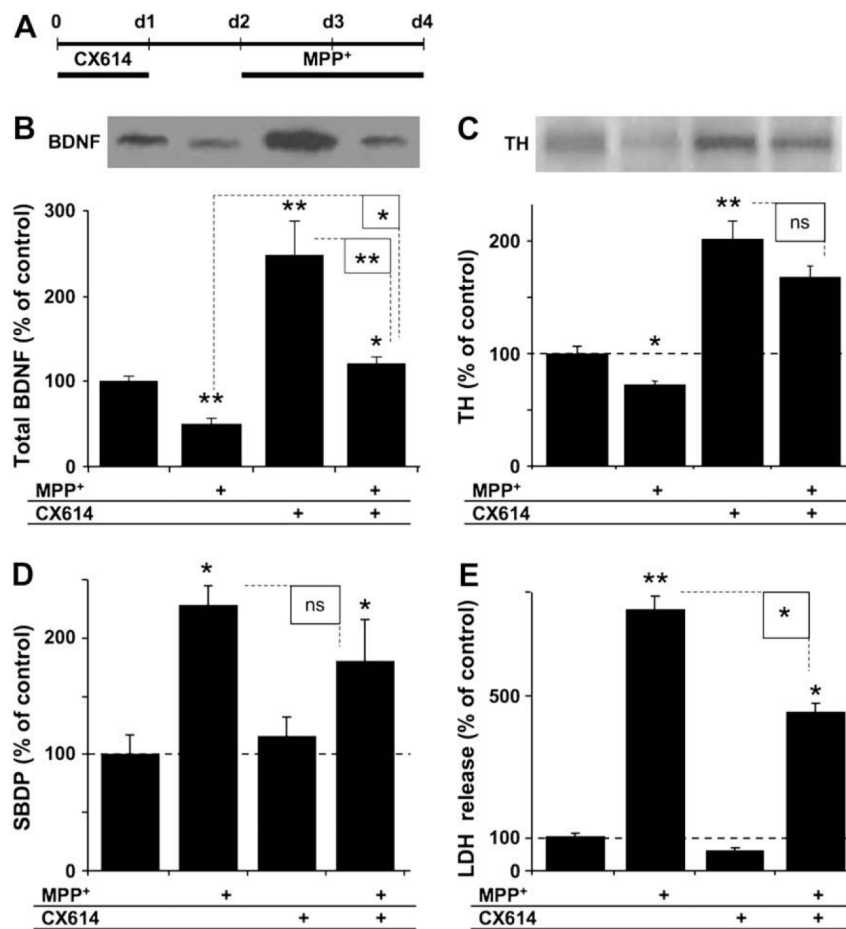 A
0 d1 d2 d3 d4
CX614 MPP⁺
B
BDNF
Total BDNF (% of control)
300
200
100
0
**
**
*
**
*
MPP⁺ + +
CX614 + +
C
TH
TH (% of control)
200
100
0
*
**
ns
MPP⁺ + +
CX614 + +
D
SBDP (% of control)
200
100
0
*
ns
*
MPP⁺ + +
CX614 + +
E
LDH release (% of control)
500
100
0
**
*
*
MPP⁺ + +
CX614 + +